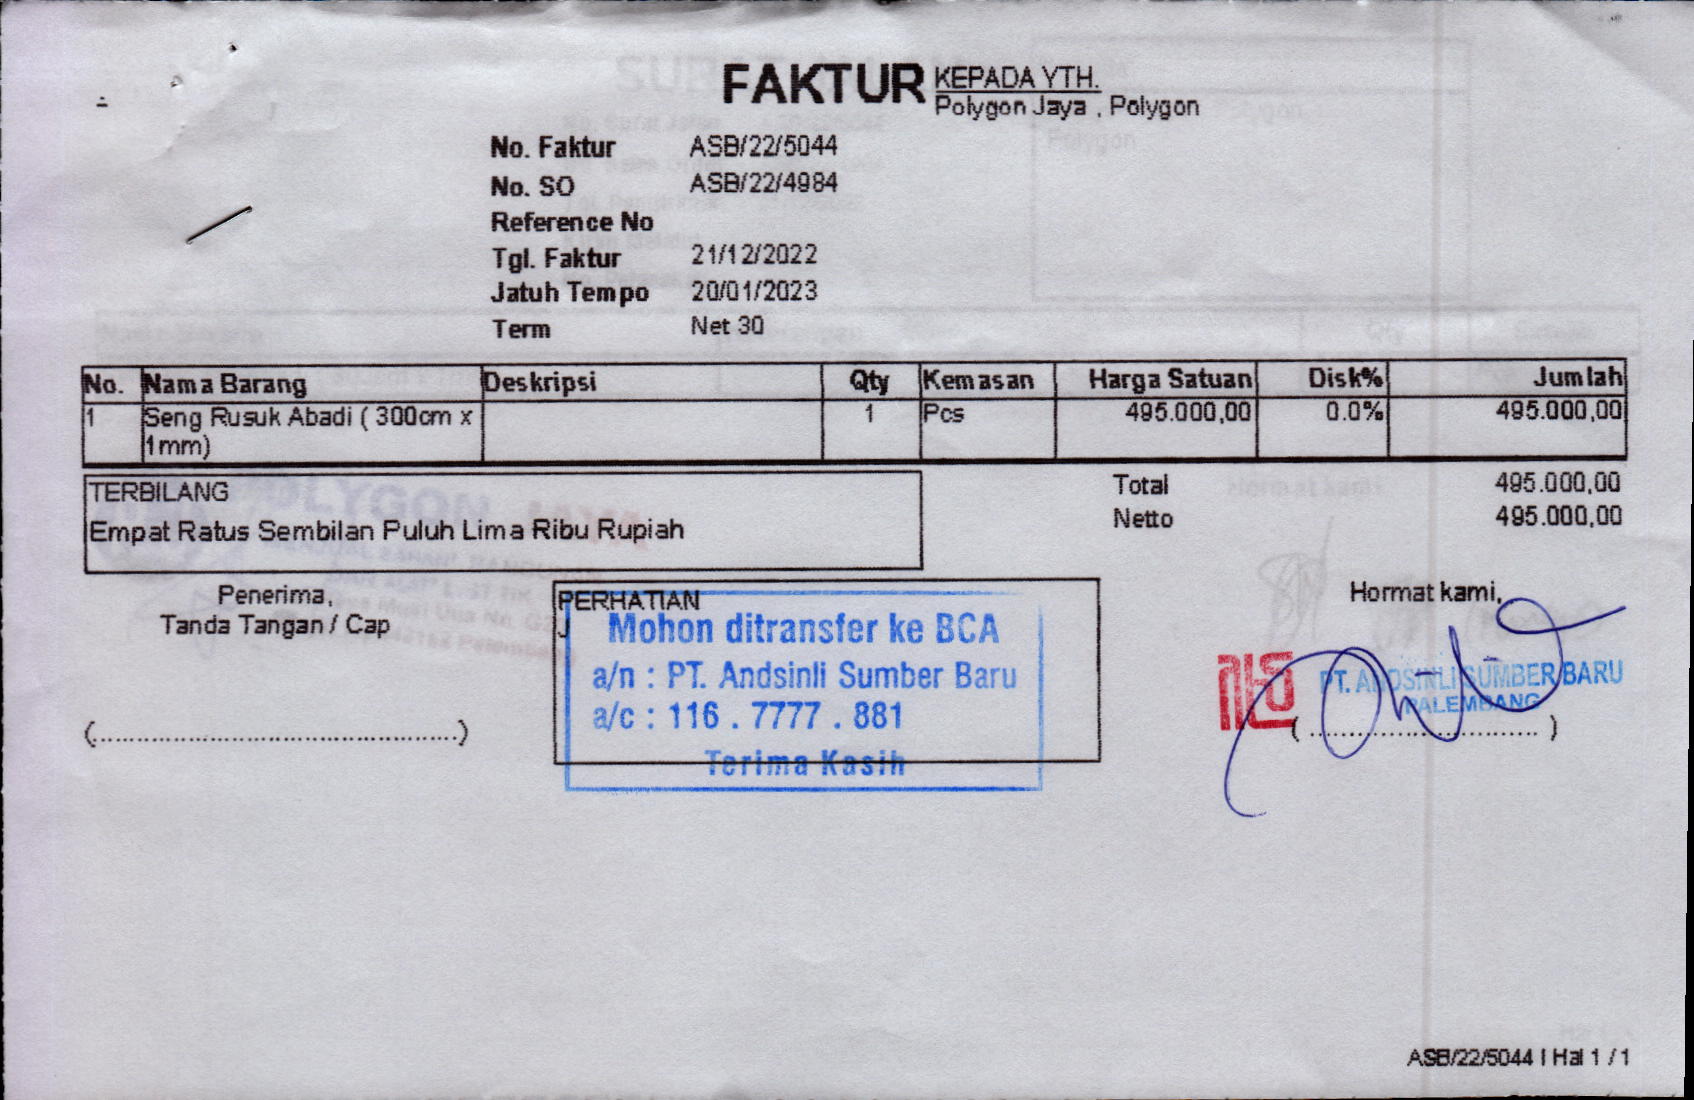 FAKTUR
KEPADA YTH.
Polygon Jaya , Polygon
No. Faktur ASB/22/5044
No. SO ASB/22/4984
Reference No
Tgl. Faktur 21/12/2022
Jatuh Tempo 20/01/2023
Term Net 30
No. Nama Barang Deskripsi Qty Kemasan Harga Satuan Disk% Jumlah
1 Seng Rusuk Abadi ( 300cm x 1 Pcs 495.000,00 0.0% 495.000,00
1mm)
TERBILANG
Empat Ratus Sembilan Puluh Lima Ribu Rupiah
Total 495.000,00
Netto 495.000,00
Penerima,
Tanda Tangan / Cap
(............................................)
PERHATIAN
J
Mohon ditransfer ke BCA
a/n : PT. Andsinli Sumber Baru
a/c : 116 . 7777 . 881
Terima Kasih
Hormat kami,
PT. ANDSINLI SUMBER BARU
PALEMBANG
( ............................ )
ASB/22/5044 | Hal 1 / 1